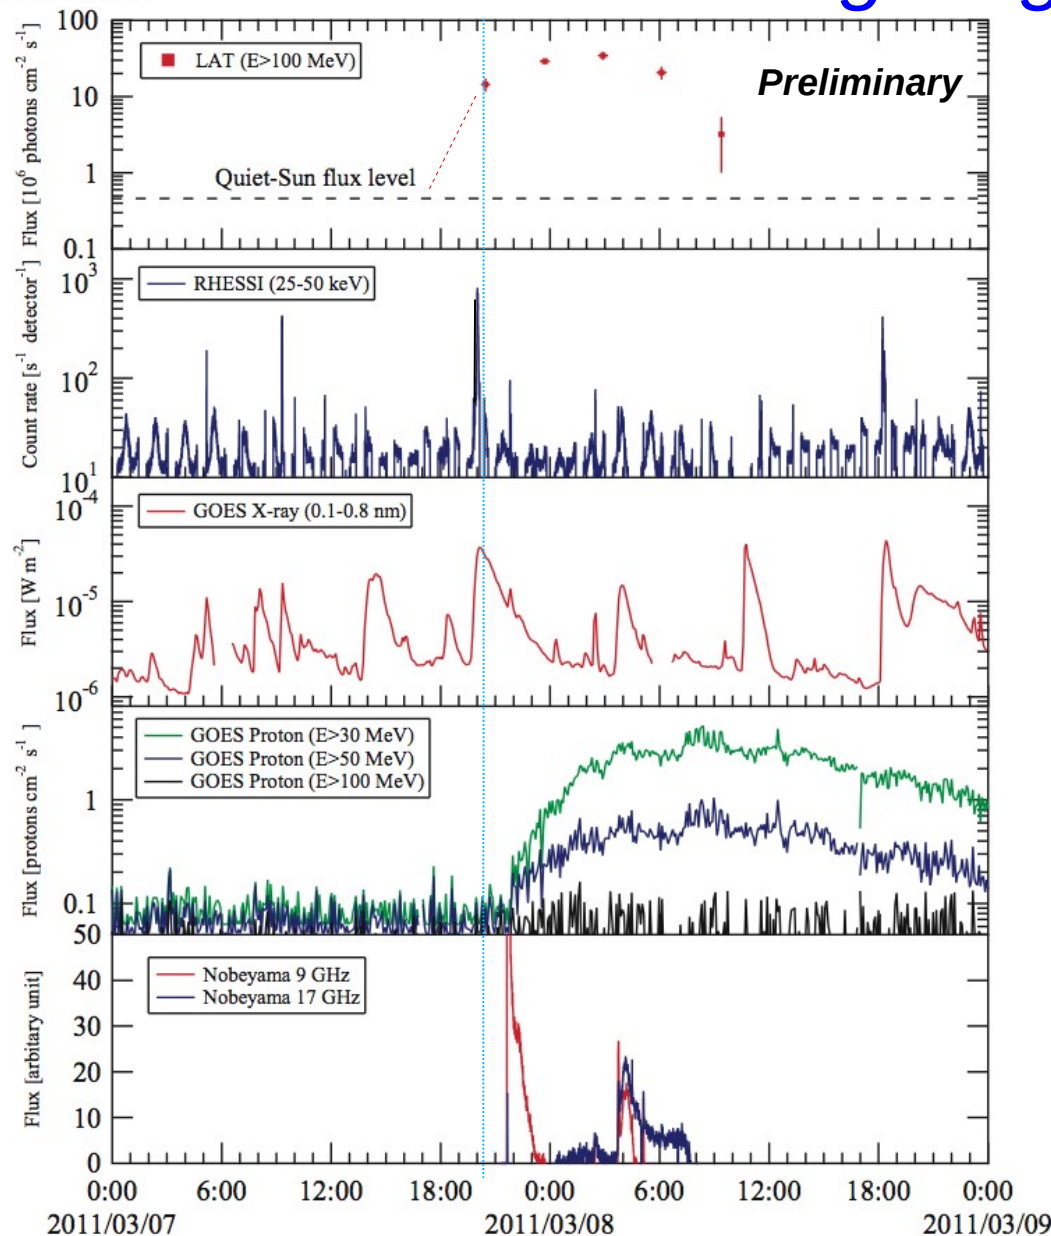 100
10
1
0.1
Flux [10⁶ photons cm⁻² s⁻¹]
LAT (E>100 MeV)
Preliminary
Quiet-Sun flux level
10³
10²
10¹
Count rate [s⁻¹ detector⁻¹]
RHESSI (25-50 keV)
10⁻⁴
10⁻⁵
10⁻⁶
Flux [W m⁻²]
GOES X-ray (0.1-0.8 nm)
1
0.1
Flux [protons cm⁻² s⁻¹]
GOES Proton (E>30 MeV)
GOES Proton (E>50 MeV)
GOES Proton (E>100 MeV)
50
40
30
20
10
0
Flux [arbitary unit]
Nobeyama 9 GHz
Nobeyama 17 GHz
0:00 6:00 12:00 18:00 0:00 6:00 12:00 18:00 0:00
2011/03/07 2011/03/08 2011/03/09